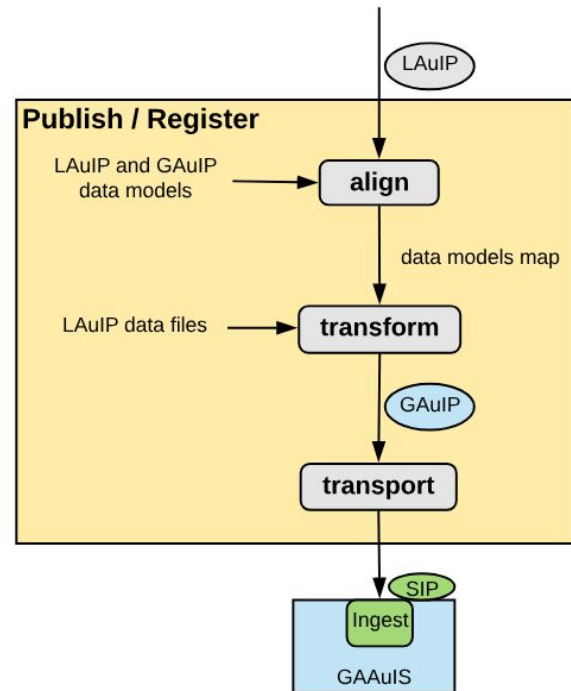 LAuIP
Publish / Register
LAuIP and GAuIP
data models
align
data models map
LAuIP data files
transform
GAuIP
transport
SIP
Ingest
GAAuIS